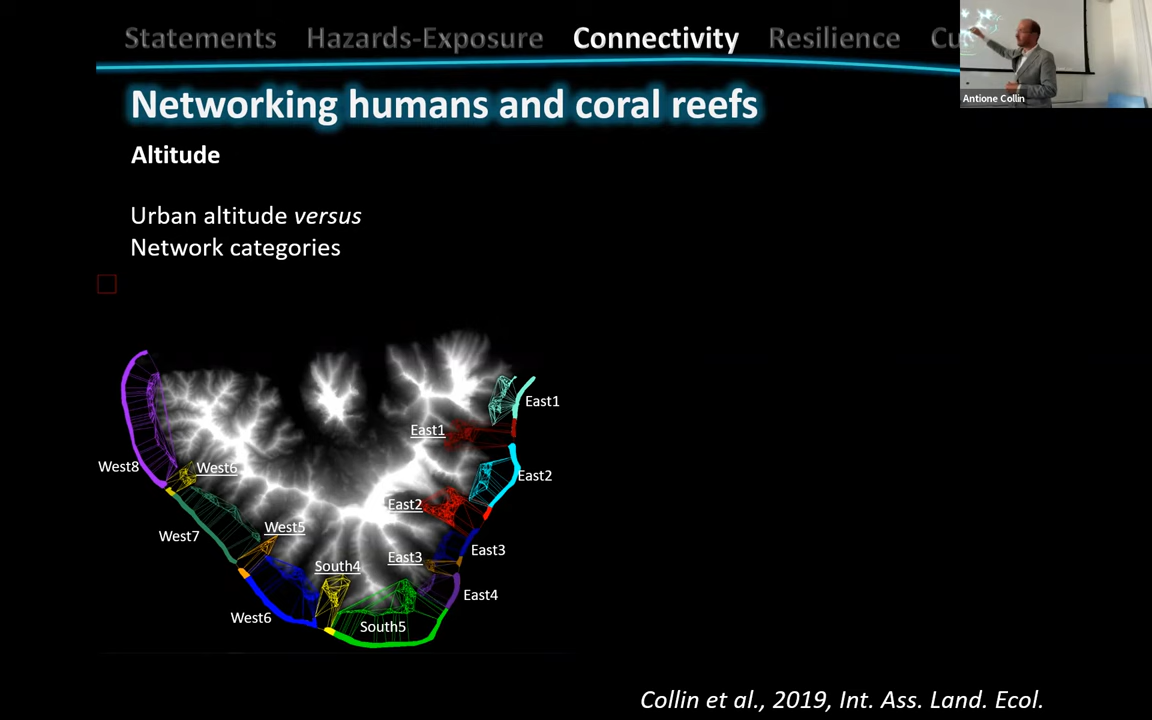 Statements Hazards-Exposure Connectivity Resilience Cu
Antione Collin
Networking humans and coral reefs
Altitude
Urban altitude versus
Network categories
East1
East1
West8
West6
East2
East2
West7
West5
East3
East3
South4
East4
West6
South5
Collin et al., 2019, Int. Ass. Land. Ecol.